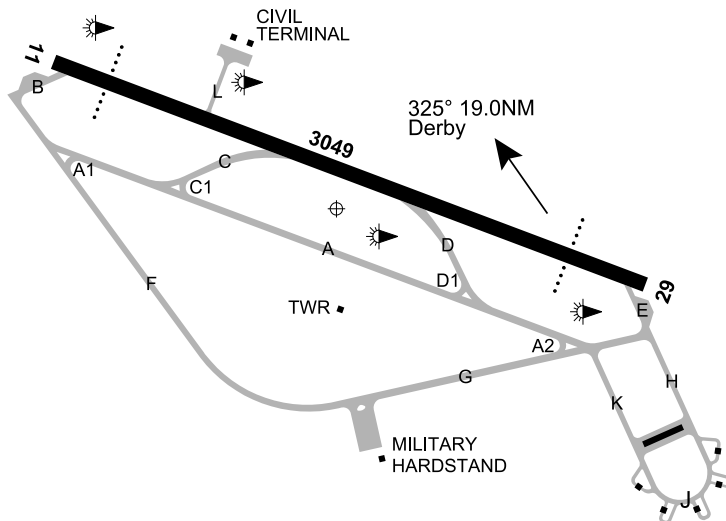 CIVIL
TERMINAL
11
B
L
325° 19.0NM
Derby
3049
A1
C
C1
A
D
D1
F
29
E
TWR
A2
G
H
K
MILITARY
HARDSTAND
J